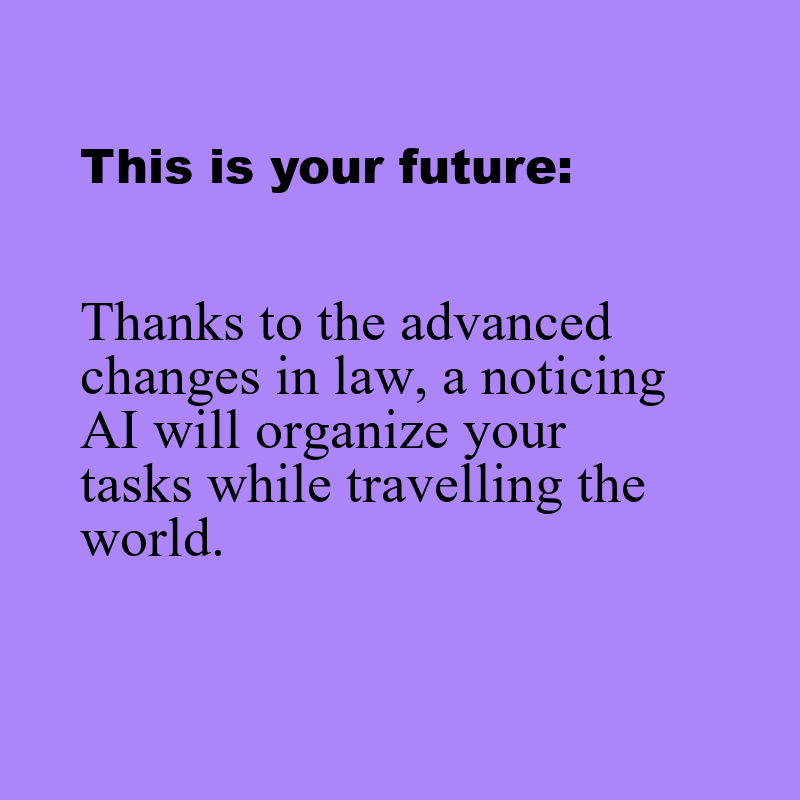 This is your future:
Thanks to the advanced
changes in law, a noticing
AI will organize your
tasks while travelling the
world.